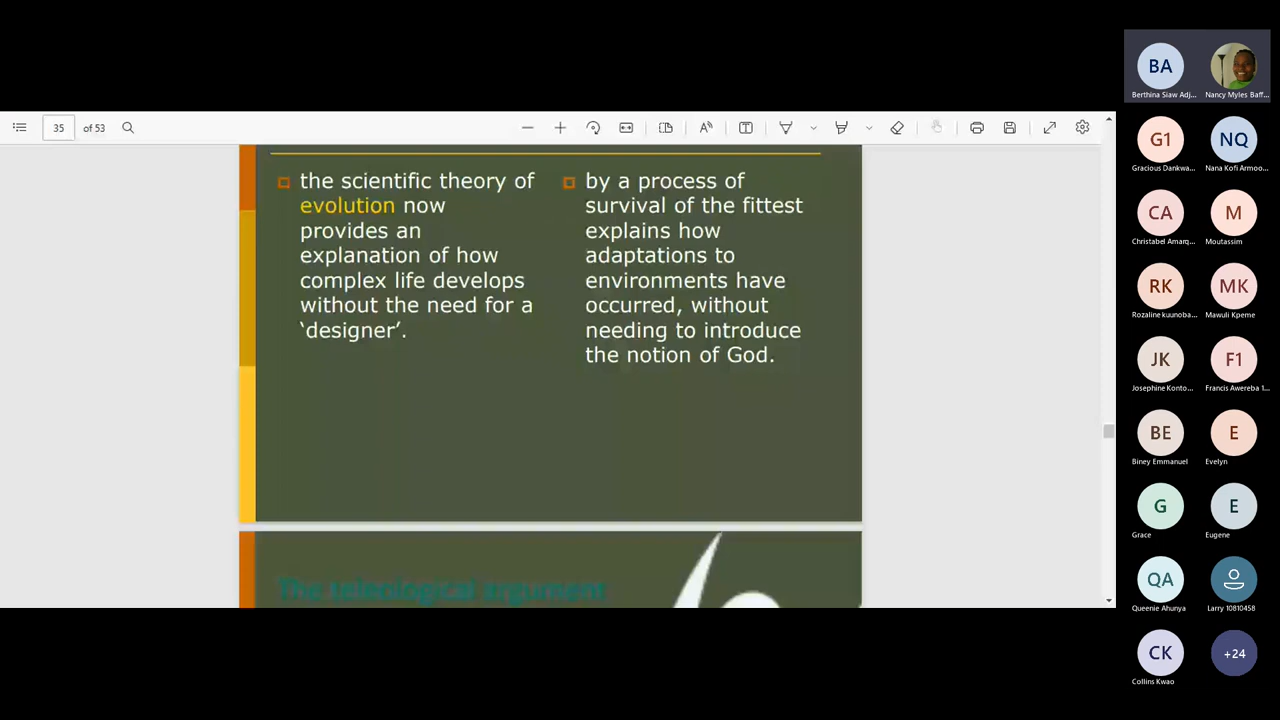 35 of 53
the scientific theory of
evolution now
provides an
explanation of how
complex life develops
without the need for a
‘designer’.
by a process of
survival of the fittest
explains how
adaptations to
environments have
occurred, without
needing to introduce
the notion of God.
The teleological argument
BA
Berthina Siaw Adj...
Nancy Myles Baff...
G1
NQ
Gracious Dankwa...
Nana Kofi Armoo...
CA
M
Christabel Amarq...
Moutassim
RK
MK
Rozaline kuunoba...
Mawuli Kpeme
JK
F1
Josephine Konto...
Francis Awereba 1...
BE
E
Biney Emmanuel
Evelyn
G
E
Grace
Eugene
QA
Queenie Ahunya
Larry 10810458
CK
+24
Collins Kwao